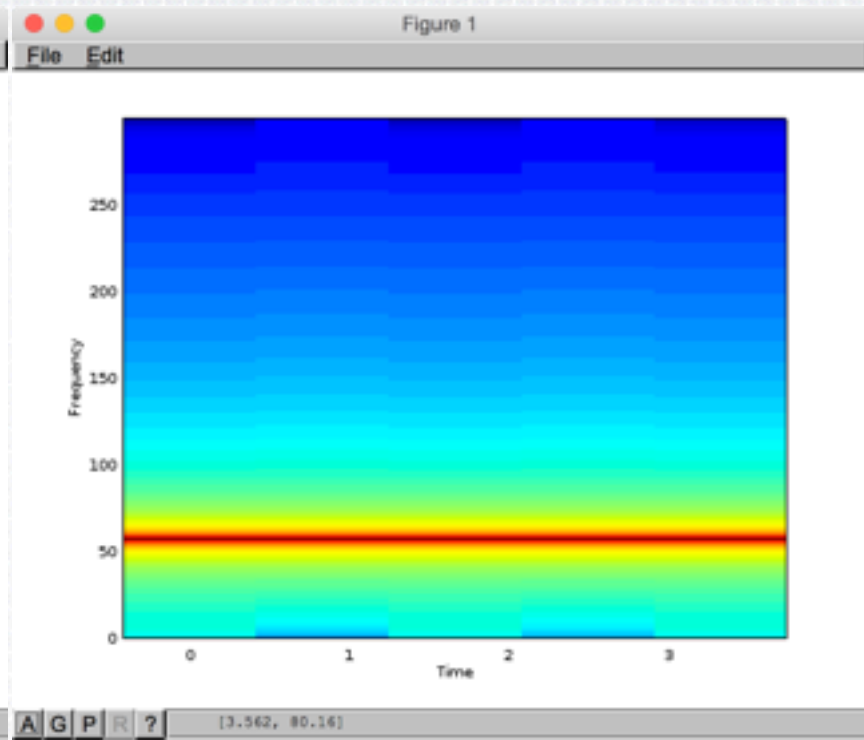 Figure 1
File Edit
250
200
150
100
50
0
Frequency
0 1 2 3
Time
A G P R ? [3.562, 80.16]